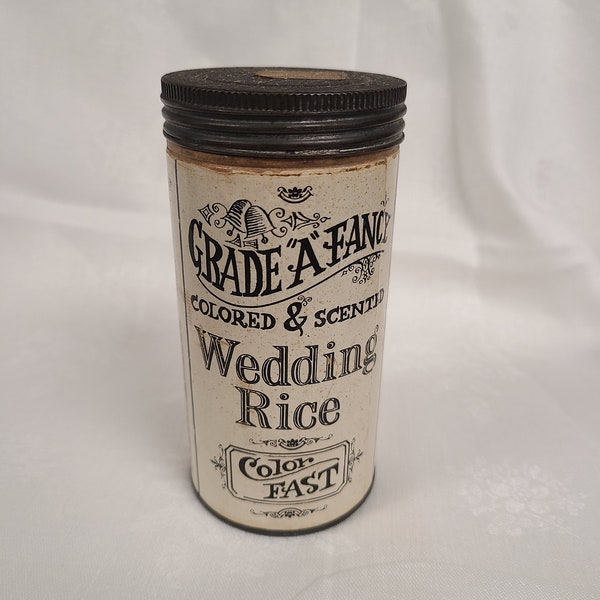 GRADE "A" FANCY
COLORED & SCENTED
Wedding
Rice
Color
FAST